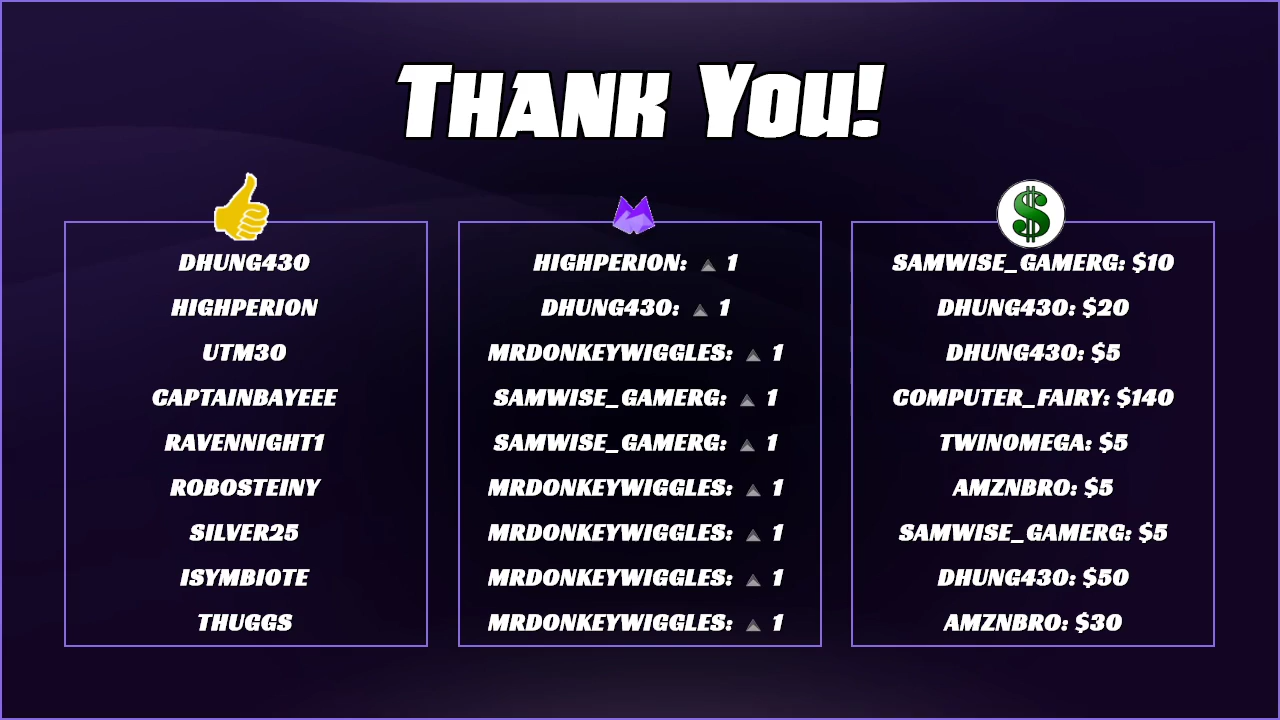 THANK YOU!
DHUNG430
HIGHPERION
UTM30
CAPTAINBAYEEE
RAVENNIGHT1
ROBOSTEINY
SILVER25
ISYMBIOTE
THUGGS
HIGHPERION: 1
DHUNG430: 1
MRDONKEYWIGGLES: 1
SAMWISE_GAMERG: 1
SAMWISE_GAMERG: 1
MRDONKEYWIGGLES: 1
MRDONKEYWIGGLES: 1
MRDONKEYWIGGLES: 1
MRDONKEYWIGGLES: 1
$
SAMWISE_GAMERG: $10
DHUNG430: $20
DHUNG430: $5
COMPUTER_FAIRY: $140
TWINOMEGA: $5
AMZNBRO: $5
SAMWISE_GAMERG: $5
DHUNG430: $50
AMZNBRO: $30